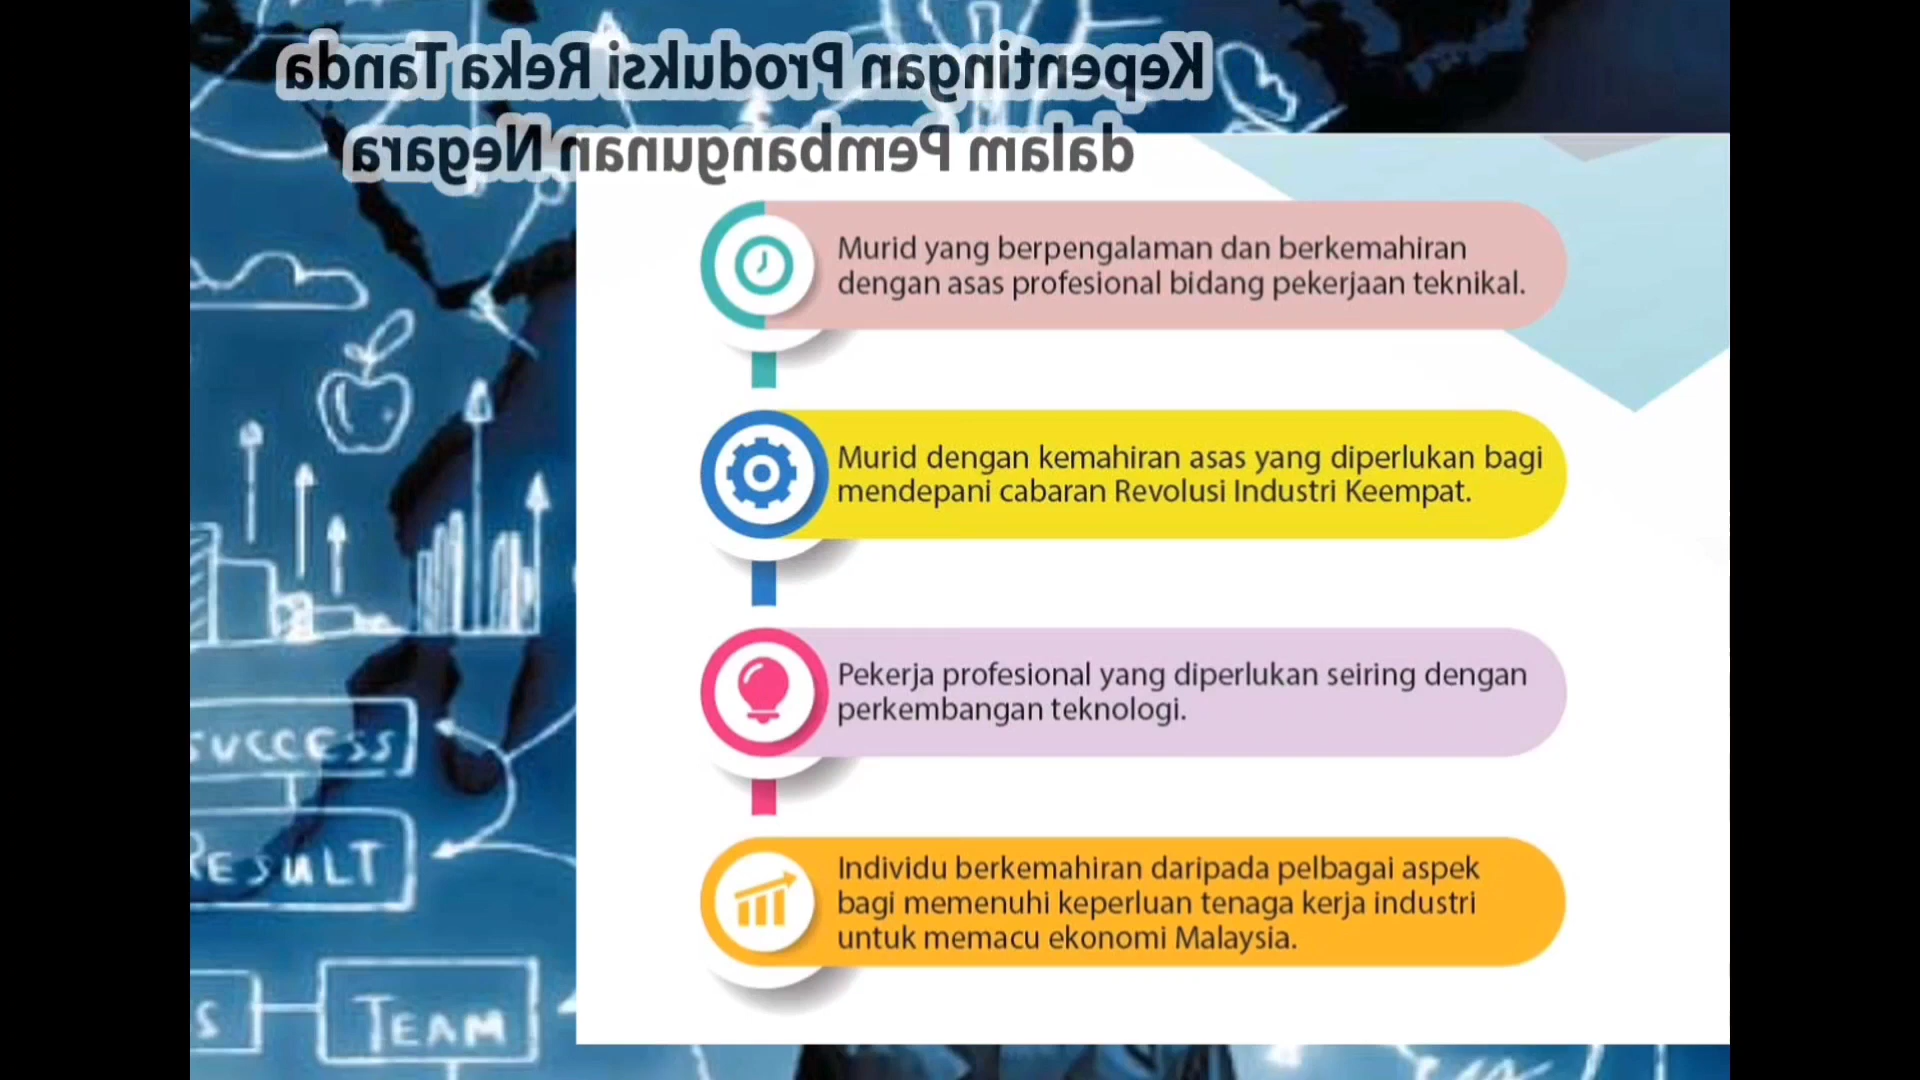 Kepentingan Produksi Reka Tanda
dalam Pembangunan Negara
Murid yang berpengalaman dan berkemahiran
dengan asas profesional bidang pekerjaan teknikal.
Murid dengan kemahiran asas yang diperlukan bagi
mendepani cabaran Revolusi Industri Keempat.
Pekerja profesional yang diperlukan seiring dengan
perkembangan teknologi.
Individu berkemahiran daripada pelbagai aspek
bagi memenuhi keperluan tenaga kerja industri
untuk memacu ekonomi Malaysia.
SUCCESS
RESULT
S
TEAM